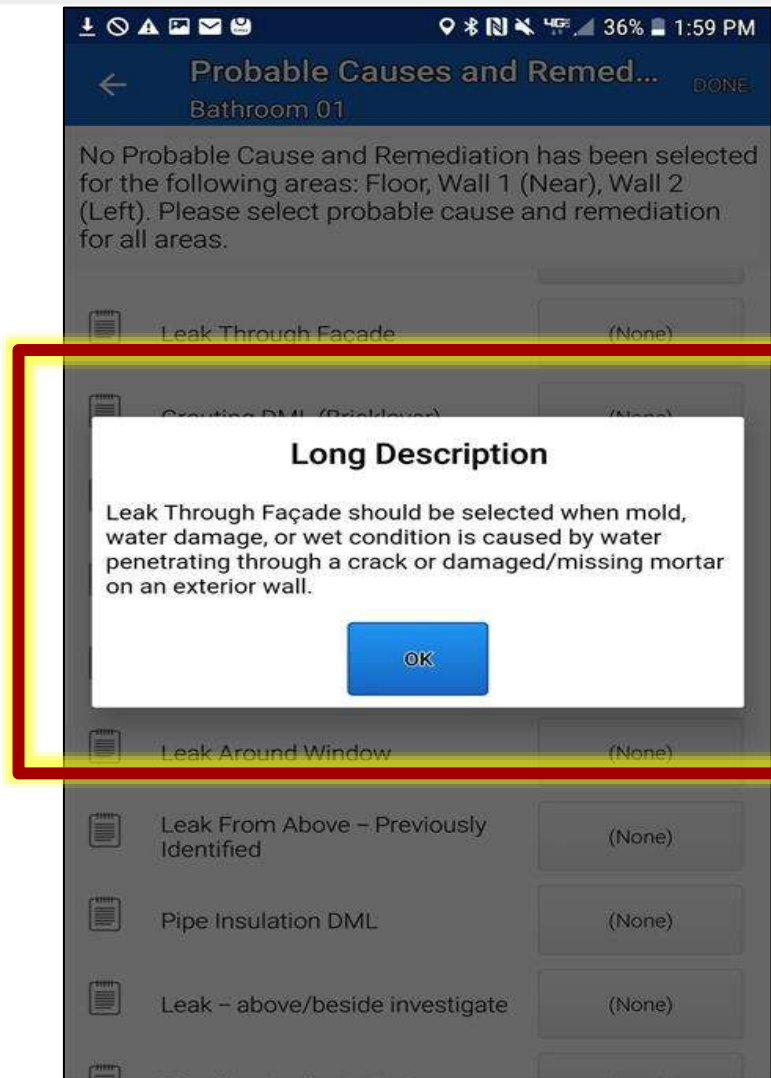 4G 36% 1:59 PM
Probable Causes and Remed... DONE
Bathroom 01
No Probable Cause and Remediation has been selected
for the following areas: Floor, Wall 1 (Near), Wall 2
(Left). Please select probable cause and remediation
for all areas.
Leak Through Façade (None)
Grouting DML (Bricklayer) (None)
Long Description
Leak Through Façade should be selected when mold,
water damage, or wet condition is caused by water
penetrating through a crack or damaged/missing mortar
on an exterior wall.
OK
Leak Around Window (None)
Leak From Above – Previously
Identified (None)
Pipe Insulation DML (None)
Leak – above/beside investigate (None)